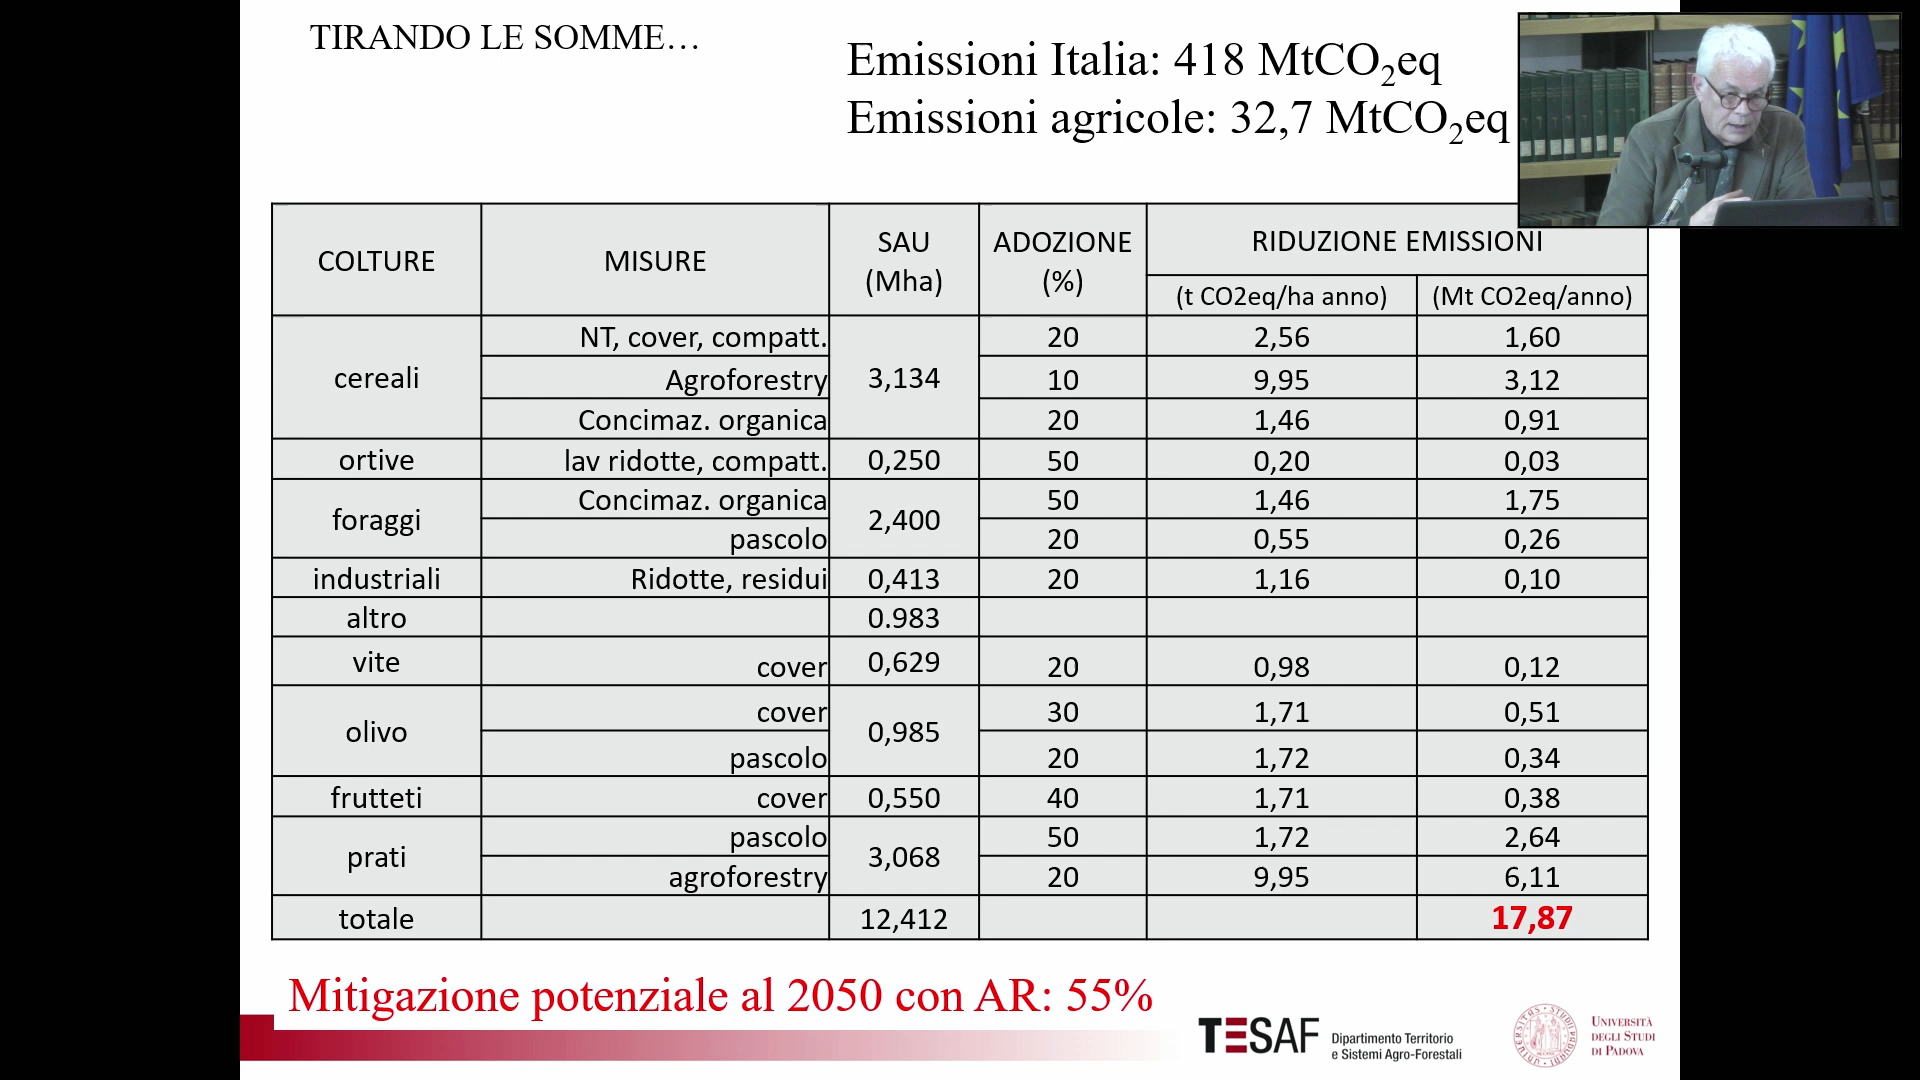 TIRANDO LE SOMME…
Emissioni Italia: 418 MtCO2eq
Emissioni agricole: 32,7 MtCO2eq
COLTURE MISURE SAU (Mha) ADOZIONE (%) RIDUZIONE EMISSIONI
(t CO2eq/ha anno) (Mt CO2eq/anno)
cereali NT, cover, compatt. 3,134 20 2,56 1,60
Agroforestry 10 9,95 3,12
Concimaz. organica 20 1,46 0,91
ortive lav ridotte, compatt. 0,250 50 0,20 0,03
foraggi Concimaz. organica 2,400 50 1,46 1,75
pascolo 20 0,55 0,26
industriali Ridotte, residui 0,413 20 1,16 0,10
altro 0.983
vite cover 0,629 20 0,98 0,12
olivo cover 0,985 30 1,71 0,51
pascolo 20 1,72 0,34
frutteti cover 0,550 40 1,71 0,38
prati pascolo 3,068 50 1,72 2,64
agroforestry 20 9,95 6,11
totale 12,412 17,87
Mitigazione potenziale al 2050 con AR: 55%
TESAF Dipartimento Territorio
e Sistemi Agro-Forestali
UNIVERSITÀ
DEGLI STUDI
DI PADOVA